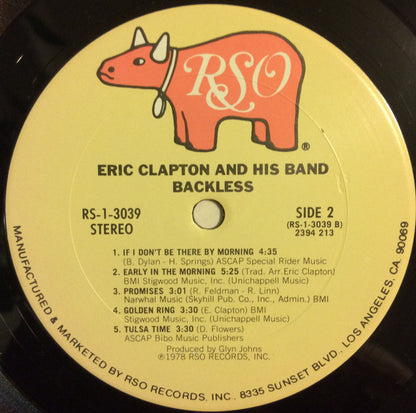 RSO
®
ERIC CLAPTON AND HIS BAND
BACKLESS
RS-1-3039
STEREO
SIDE 2
(RS-1-3039 B)
2394 213
1. IF I DON'T BE THERE BY MORNING 4:35
(B. Dylan - H. Springs) ASCAP Special Rider Music
2. EARLY IN THE MORNING 5:25 (Trad. Arr.Eric Clapton)
BMI Stigwood Music, Inc. (Unichappell Music)
3. PROMISES 3:01 (R. Feldman - R. Linn)
Narwhal Music (Skyhill Pub. Co., Inc., Admin.) BMI
4. GOLDEN RING 3:30 (E. Clapton) BMI
Stigwood Music, Inc. (Unichappell Music)
5. TULSA TIME 3:30 (D. Flowers)
ASCAP Bibo Music Publishers
Produced by Glyn Johns
℗1978 RSO RECORDS, INC.
MANUFACTURED & MARKETED BY RSO RECORDS, INC., 8335 SUNSET BLVD., LOS ANGELES, CA. 90069